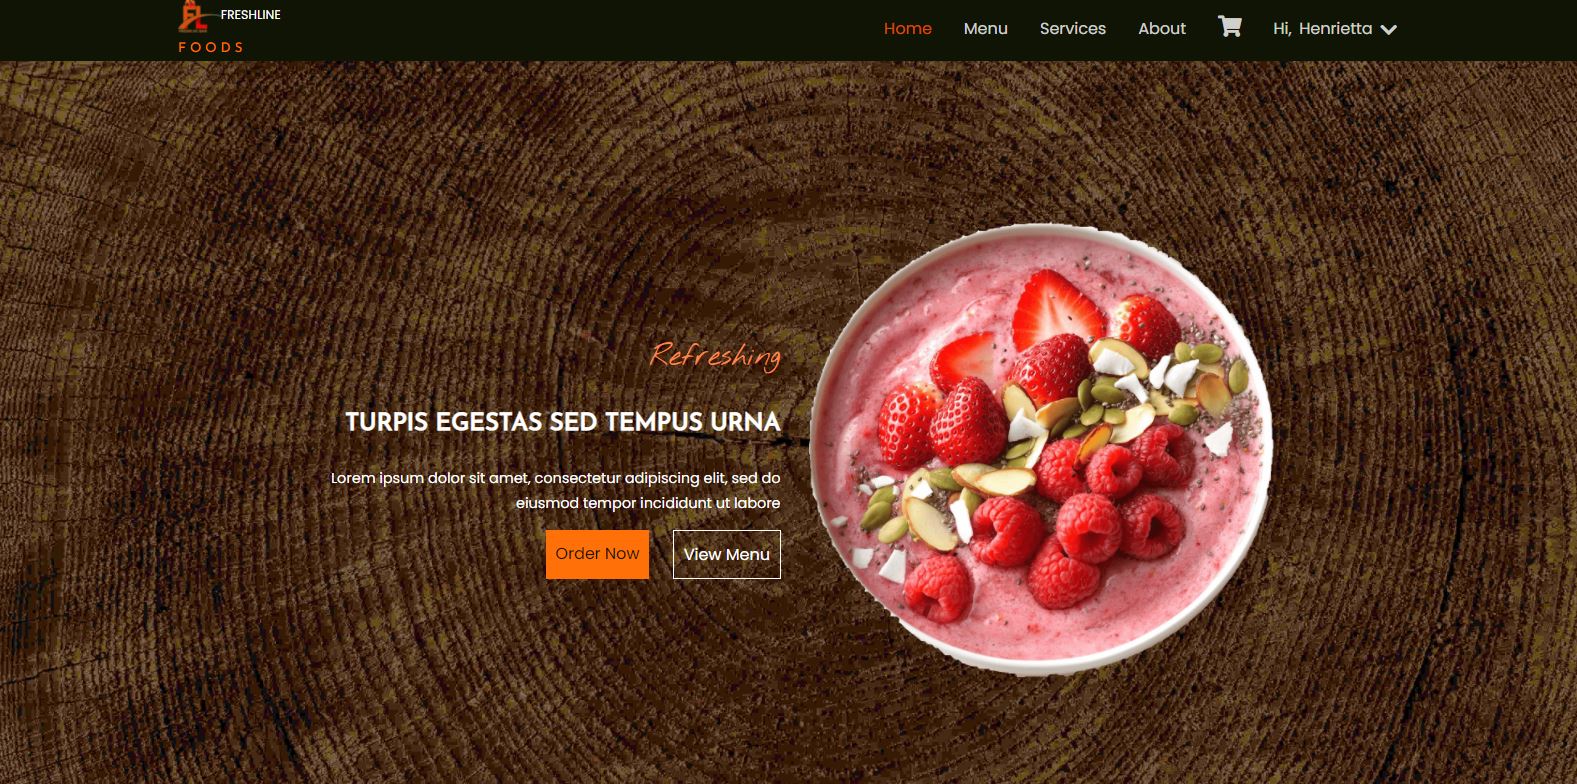 FRESHLINE
FOODS
Home Menu Services About Hi, Henrietta
Refreshing
TURPIS EGESTAS SED TEMPUS URNA
Lorem ipsum dolor sit amet, consectetur adipiscing elit, sed do
eiusmod tempor incididunt ut labore
Order Now View Menu